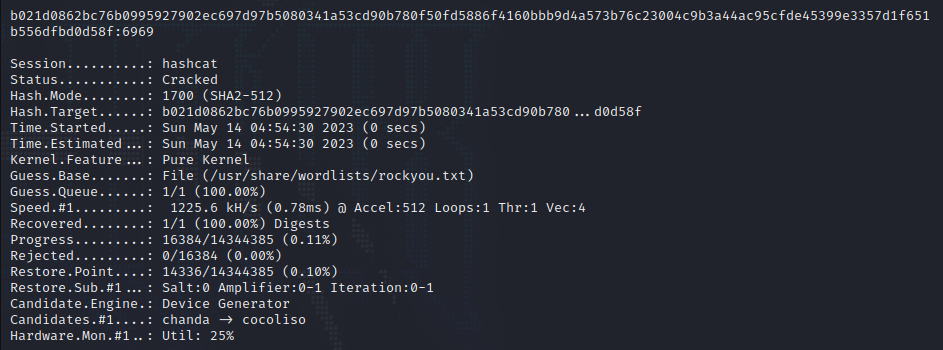 b021d0862bc76b0995927902ec697d97b5080341a53cd90b780f50fd5886f4160bbb9d4a573b76c23004c9b3a44ac95cfde45399e3357d1f651
b556dfbd0d58f:6969
Session..........: hashcat
Status...........: Cracked
Hash.Mode........: 1700 (SHA2-512)
Hash.Target......: b021d0862bc76b0995927902ec697d97b5080341a53cd90b780...d0d58f
Time.Started.....: Sun May 14 04:54:30 2023 (0 secs)
Time.Estimated...: Sun May 14 04:54:30 2023 (0 secs)
Kernel.Feature...: Pure Kernel
Guess.Base.......: File (/usr/share/wordlists/rockyou.txt)
Guess.Queue......: 1/1 (100.00%)
Speed.#1.........:  1225.6 kH/s (0.78ms) @ Accel:512 Loops:1 Thr:1 Vec:4
Recovered........: 1/1 (100.00%) Digests
Progress.........: 16384/14344385 (0.11%)
Rejected.........: 0/16384 (0.00%)
Restore.Point....: 14336/14344385 (0.10%)
Restore.Sub.#1...: Salt:0 Amplifier:0-1 Iteration:0-1
Candidate.Engine.: Device Generator
Candidates.#1....: chanda -> cocoliso
Hardware.Mon.#1..: Util: 25%